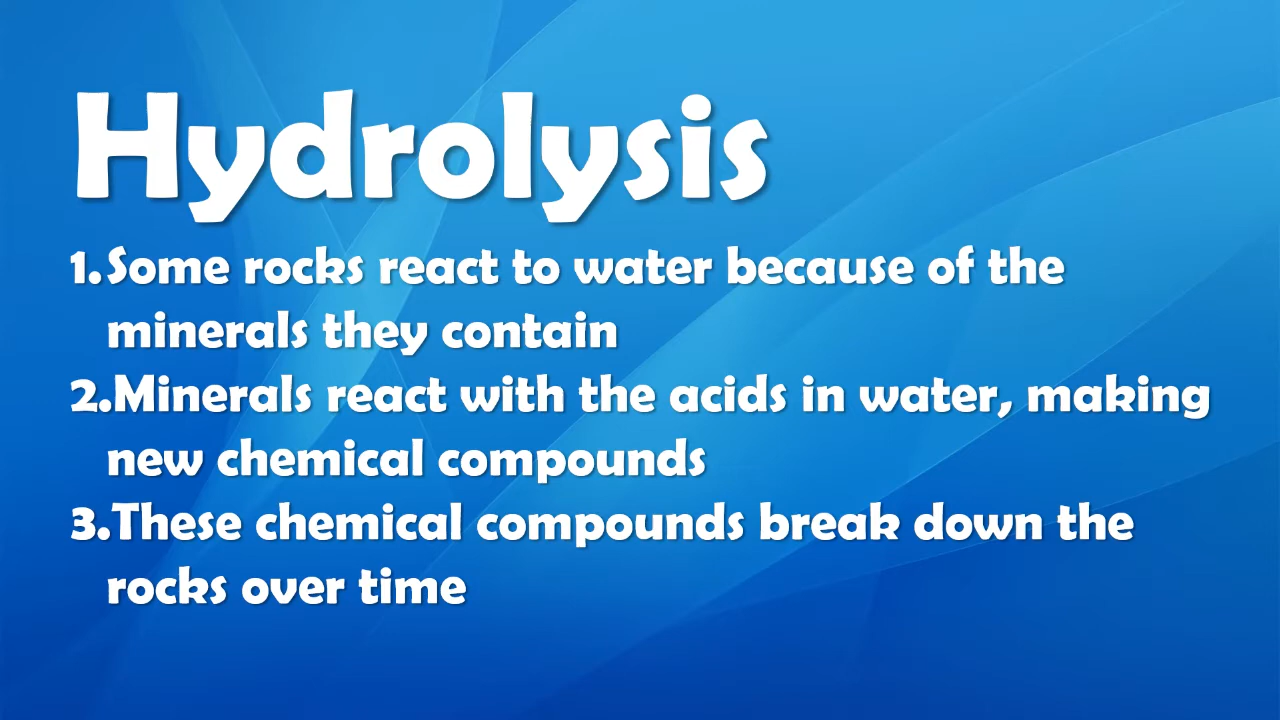 Hydrolysis
1.Some rocks react to water because of the
minerals they contain
2.Minerals react with the acids in water, making
new chemical compounds
3.These chemical compounds break down the
rocks over time